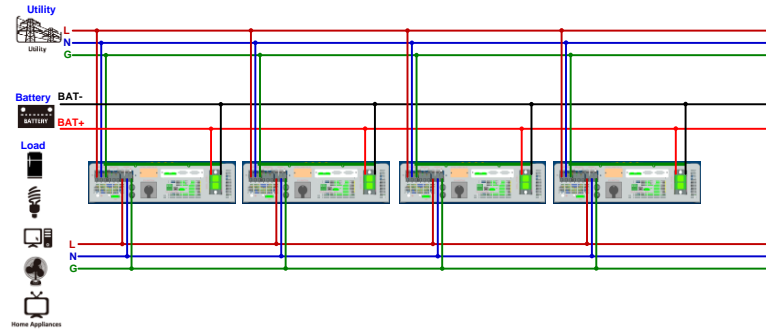 Utility
L
N
Utility
G
Battery
BAT-
BATTERY
BAT+
Load
L
N
G
Home Appliances